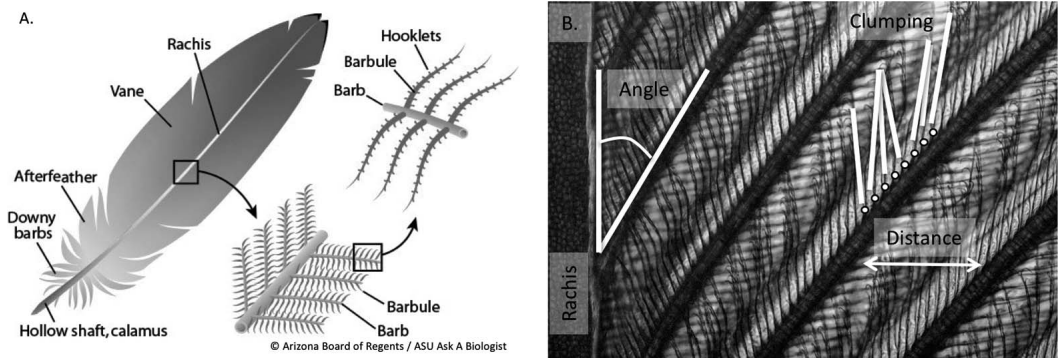 A.
Rachis
Vane
Afterfeather
Downy
barbs
Hollow shaft, calamus
Hooklets
Barbule
Barb
Barbule
Barb
© Arizona Board of Regents / ASU Ask A Biologist
B.
Clumping
Angle
Distance
Rachis